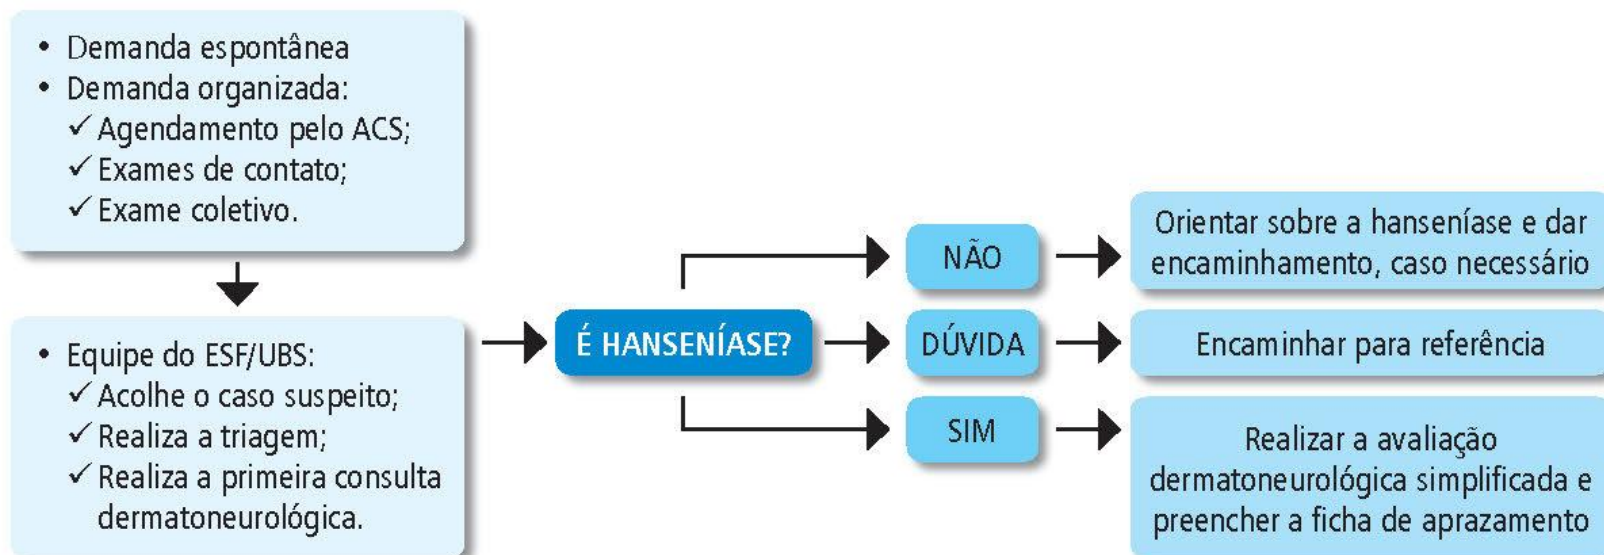 • Demanda espontânea
• Demanda organizada:
✓ Agendamento pelo ACS;
✓ Exames de contato;
✓ Exame coletivo.
• Equipe do ESF/UBS:
✓ Acolhe o caso suspeito;
✓ Realiza a triagem;
✓ Realiza a primeira consulta
dermatoneurológica.
É HANSENÍASE?
NÃO
Orientar sobre a hanseníase e dar
encaminhamento, caso necessário
DÚVIDA
Encaminhar para referência
SIM
Realizar a avaliação
dermatoneurológica simplificada e
preencher a ficha de aprazamento